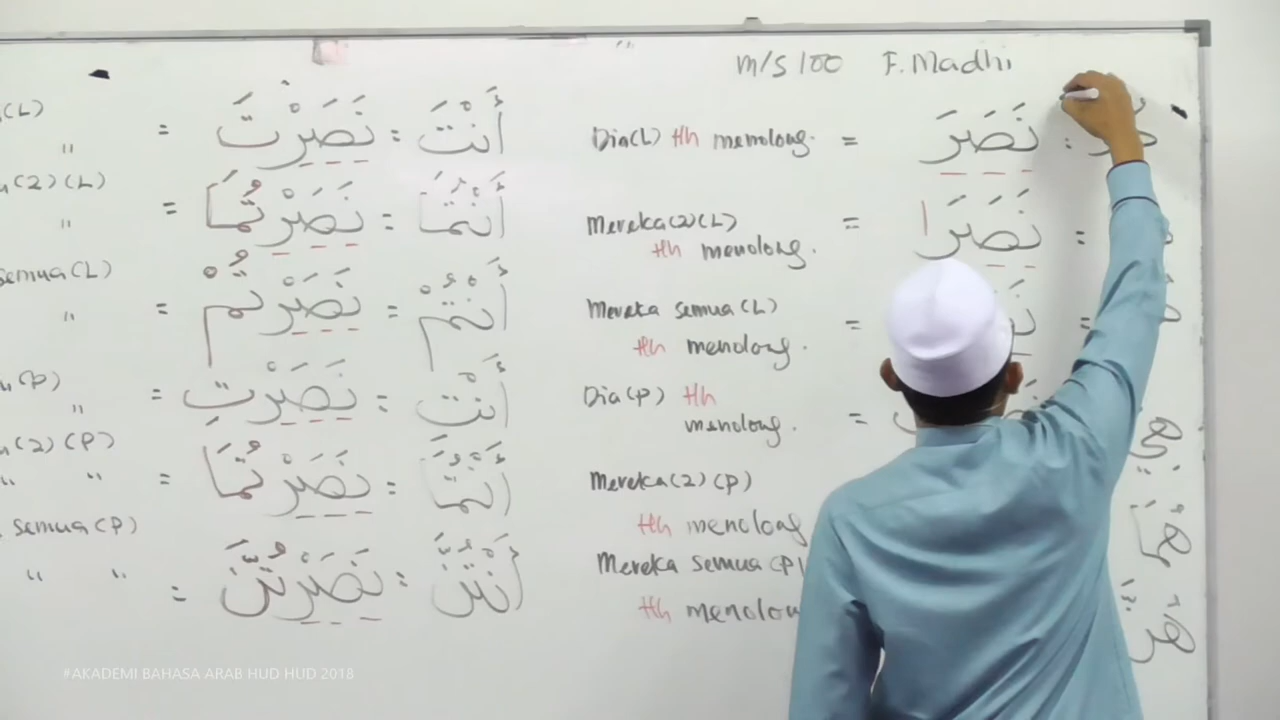 m/s 100 F. Madhi
نَصَرَ = Dia(L) tlh menolong.
: نَصَرَا = Mereka(2)(L)
tlh menolong.
= Mereka semua (L)
tlh menolong.
= Dia(P) tlh
menolong.
هُمَا Mereka(2)(P)
tlh menolong
هُنَّ Mereka semua (P)
tlh menolon
أَنْتَ : نَصَرْتَ = (L)
"
أَنْتُمَا : نَصَرْتُمَا = (2)(L)
"
أَنْتُمْ : نَصَرْتُمْ = semua(L)
"
أَنْتِ : نَصَرْتِ = (P)
"
أَنْتُمَا : نَصَرْتُمَا = (2)(P)
" "
أَنْتُنَّ : نَصَرْتُنَّ = semua(P)
" "
#AKADEMI BAHASA ARAB HUD HUD 2018